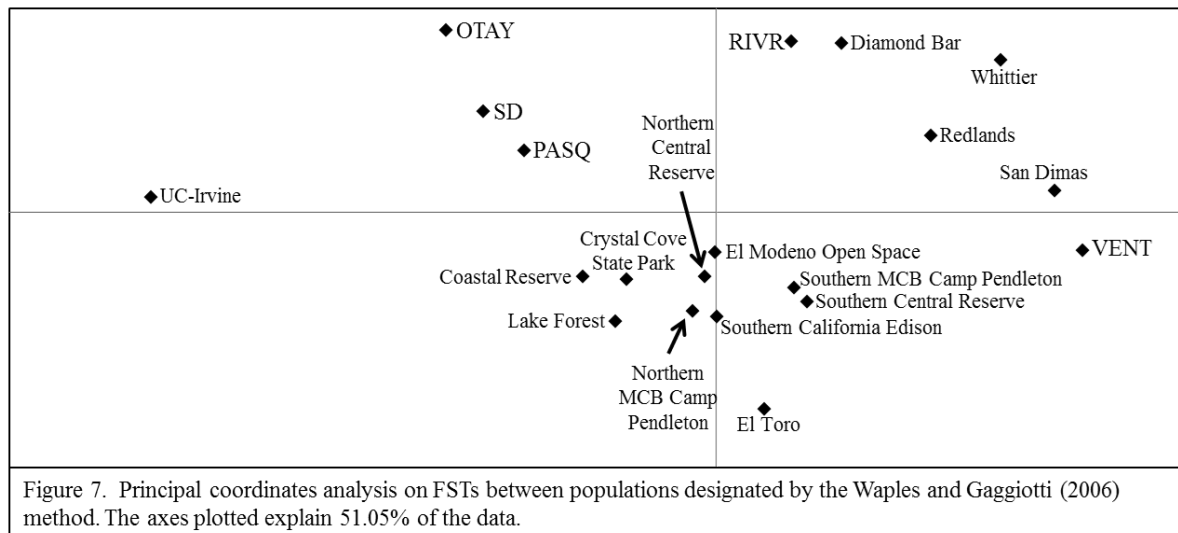 OTAY
RIVR
Diamond Bar
Whittier
SD
Northern
Central
Reserve
PASQ
Redlands
San Dimas
UC-Irvine
Crystal Cove
State Park
El Modeno Open Space
VENT
Coastal Reserve
Southern MCB Camp Pendleton
Southern Central Reserve
Lake Forest
Southern California Edison
Northern
MCB Camp
Pendleton
El Toro
Figure 7. Principal coordinates analysis on FSTs between populations designated by the Waples and Gaggiotti (2006)
method. The axes plotted explain 51.05% of the data.